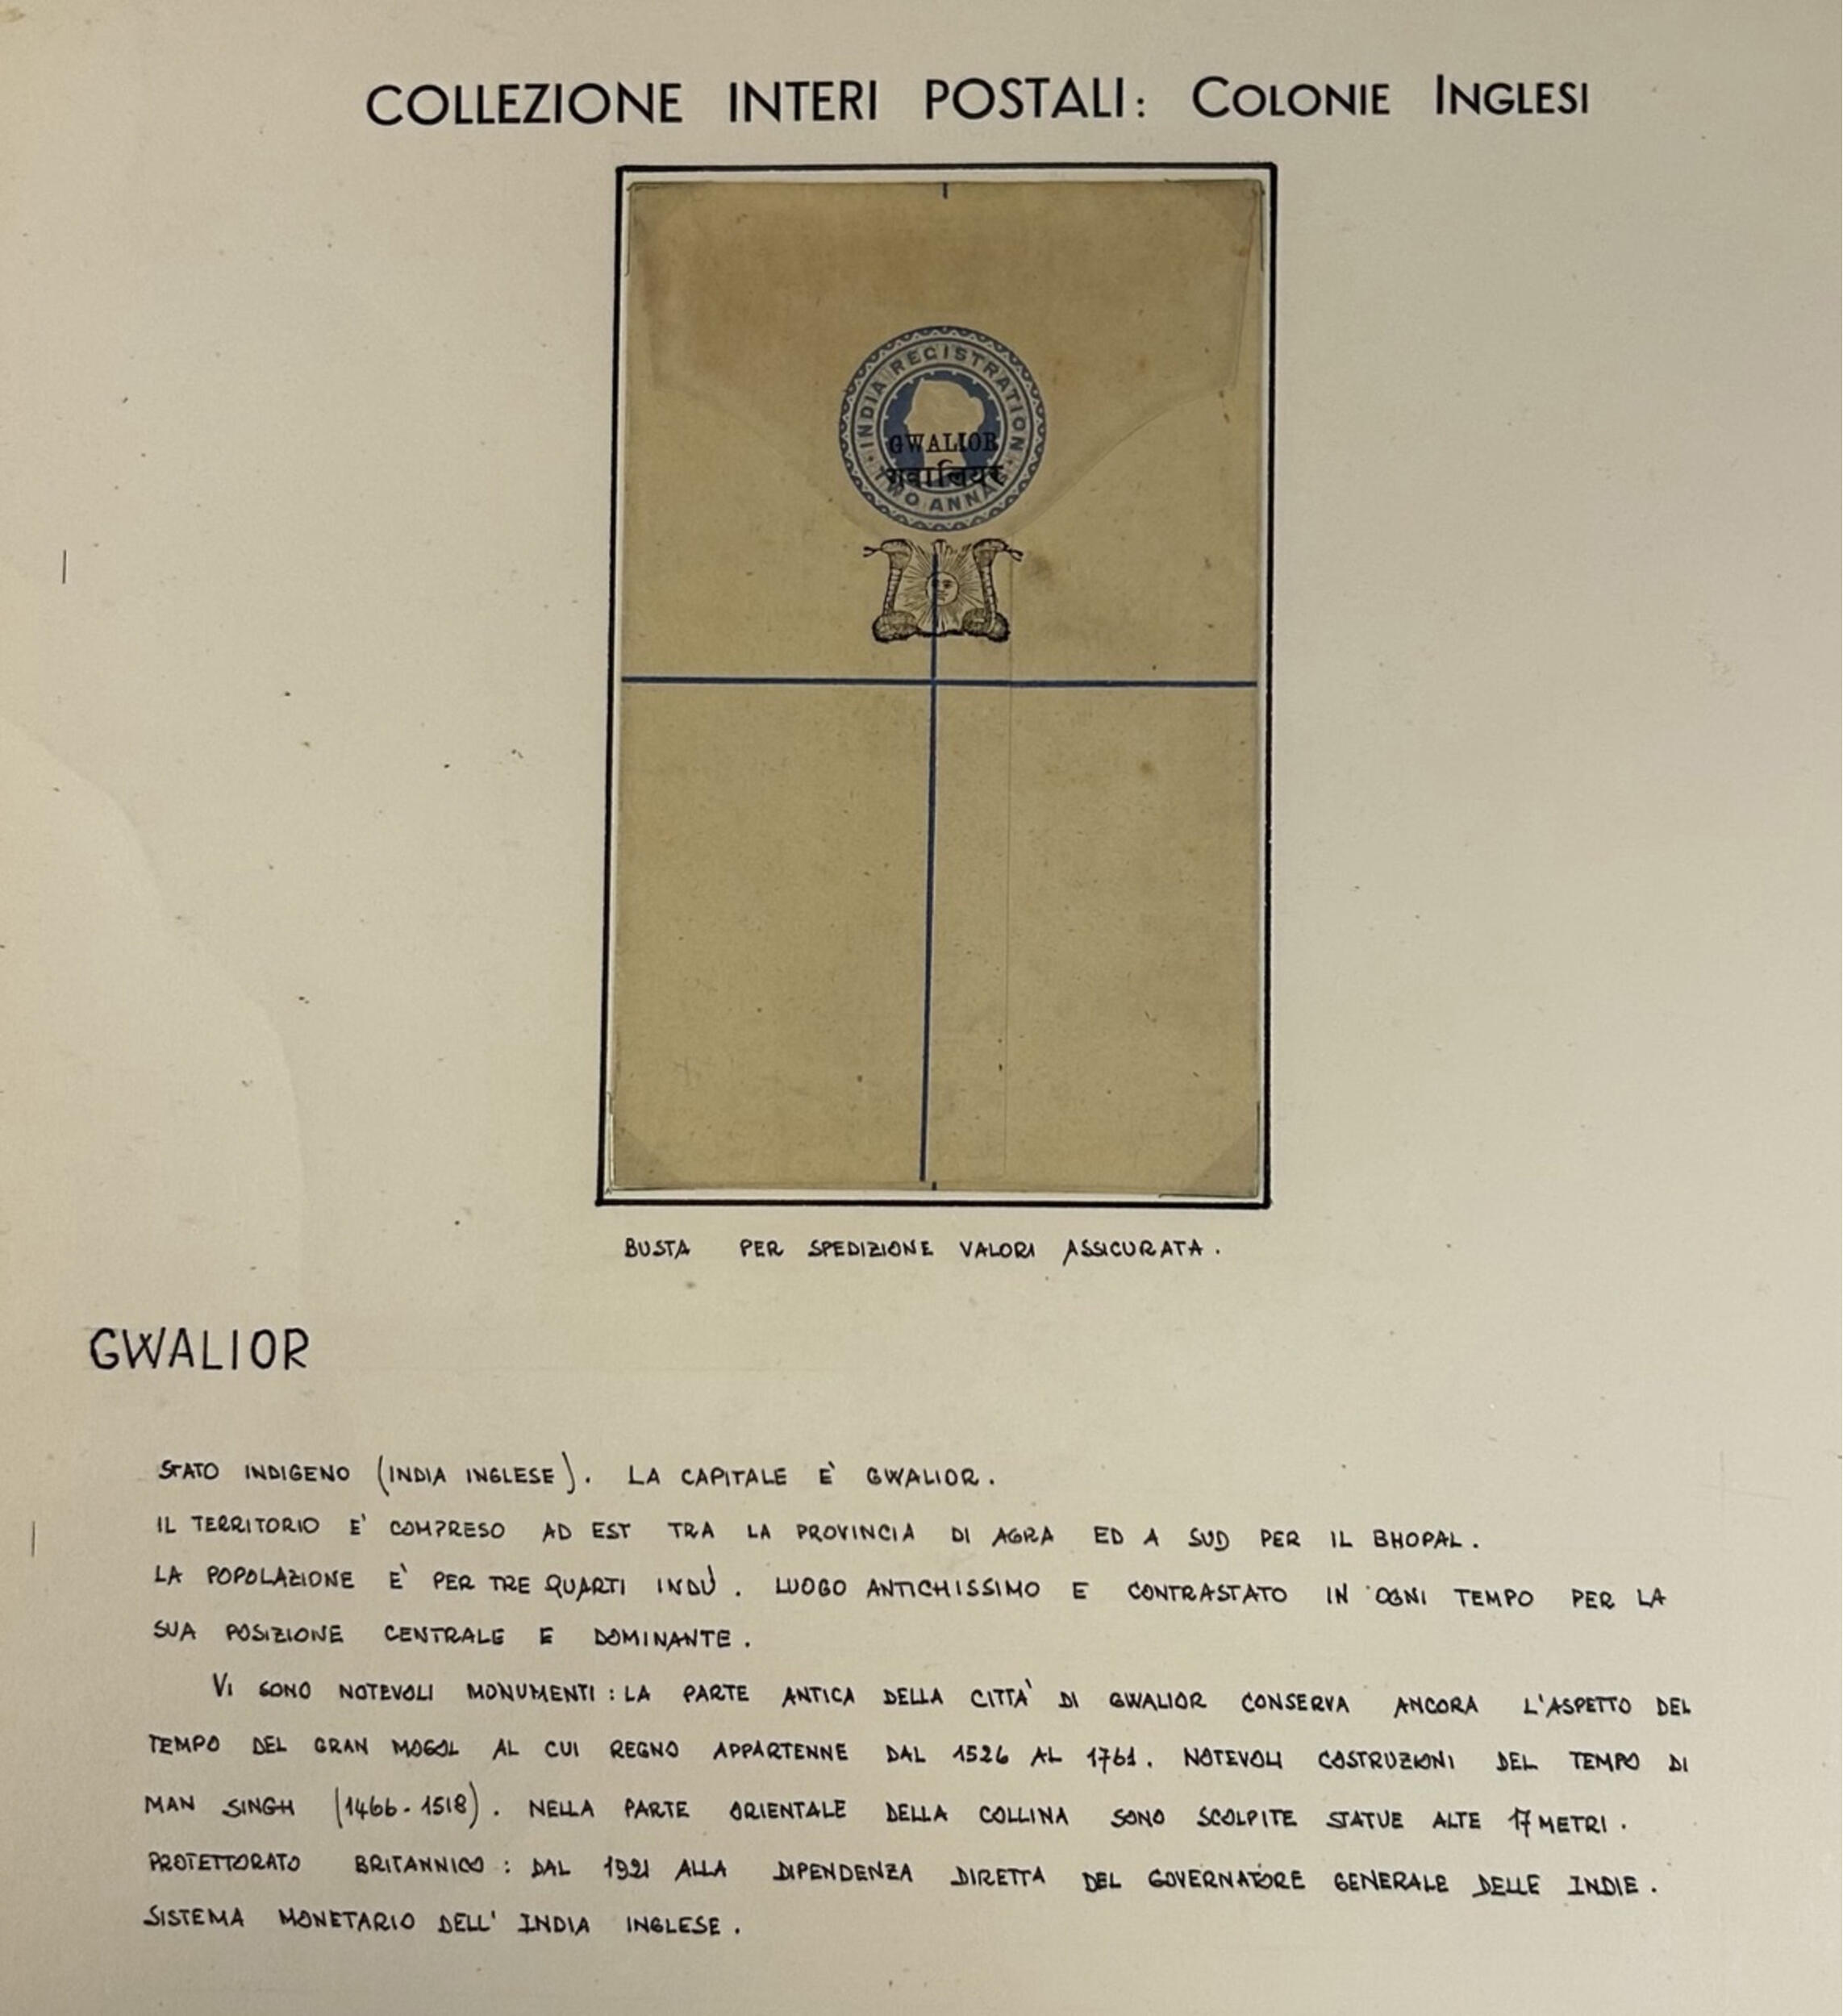 COLLEZIONE INTERI POSTALI: COLONIE INGLESI
INDIA REGISTRATION
GWALIOR
गवालियर
TWO ANNAS
BUSTA PER SPEDIZIONE VALORI ASSICURATA.
GWALIOR
STATO INDIGENO (INDIA INGLESE). LA CAPITALE È GWALIOR.
IL TERRITORIO E' COMPRESO AD EST TRA LA PROVINCIA DI AGRA ED A SUD PER IL BHOPAL.
LA POPOLAZIONE E' PER TRE QUARTI INDÙ. LUOGO ANTICHISSIMO E CONTRASTATO IN OGNI TEMPO PER LA
SUA POSIZIONE CENTRALE E DOMINANTE.
VI SONO NOTEVOLI MONUMENTI: LA PARTE ANTICA DELLA CITTÀ DI GWALIOR CONSERVA ANCORA L'ASPETTO DEL
TEMPO DEL GRAN MOGOL AL CUI REGNO APPARTENNE DAL 1526 AL 1761. NOTEVOLI COSTRUZIONI DEL TEMPO DI
MAN SINGH (1466-1518). NELLA PARTE ORIENTALE DELLA COLLINA SONO SCOLPITE STATUE ALTE 17 METRI.
PROTETTORATO BRITANNICO: DAL 1921 ALLA DIPENDENZA DIRETTA DEL GOVERNATORE GENERALE DELLE INDIE.
SISTEMA MONETARIO DELL' INDIA INGLESE.